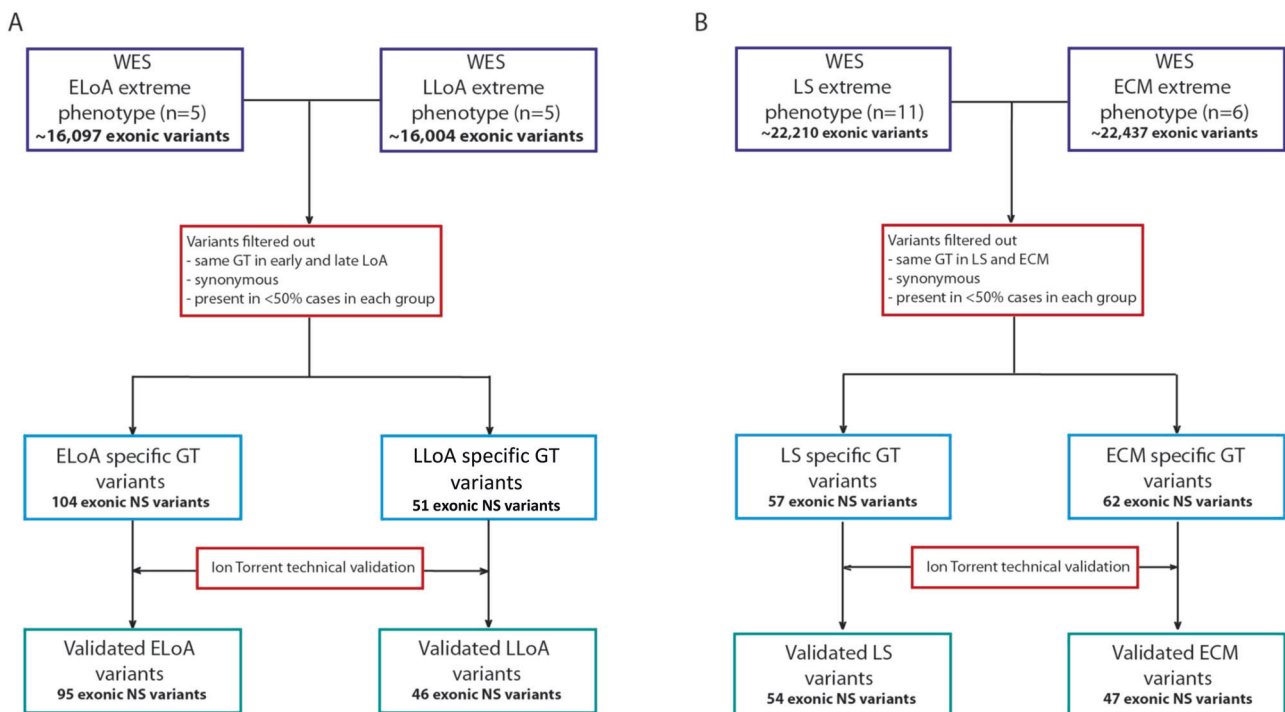 A
WES
ELoA extreme
phenotype (n=5)
~16,097 exonic variants
WES
LLoA extreme
phenotype (n=5)
~16,004 exonic variants
Variants filtered out
- same GT in early and late LoA
- synonymous
- present in <50% cases in each group
ELoA specific GT
variants
104 exonic NS variants
LLoA specific GT
variants
51 exonic NS variants
Ion Torrent technical validation
Validated ELoA
variants
95 exonic NS variants
Validated LLoA
variants
46 exonic NS variants
B
WES
LS extreme
phenotype (n=11)
~22,210 exonic variants
WES
ECM extreme
phenotype (n=6)
~22,437 exonic variants
Variants filtered out
- same GT in LS and ECM
- synonymous
- present in <50% cases in each group
LS specific GT
variants
57 exonic NS variants
ECM specific GT
variants
62 exonic NS variants
Ion Torrent technical validation
Validated LS
variants
54 exonic NS variants
Validated ECM
variants
47 exonic NS variants